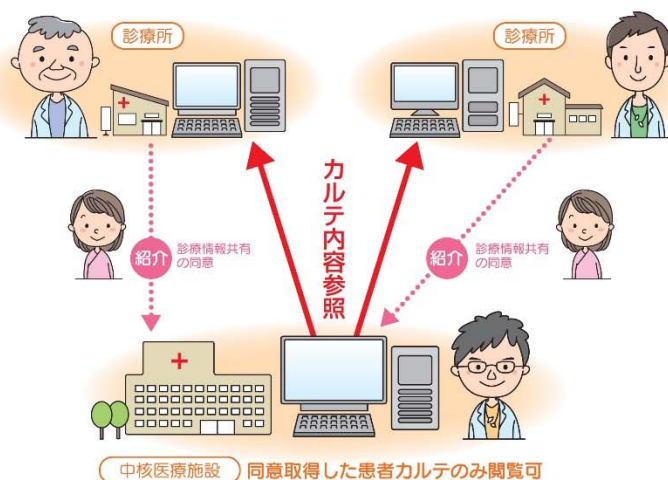 診療所
診療所
カルテ内容参照
紹介
診療情報共有
の同意
紹介
診療情報共有
の同意
中核医療施設
同意取得した患者カルテのみ閲覧可